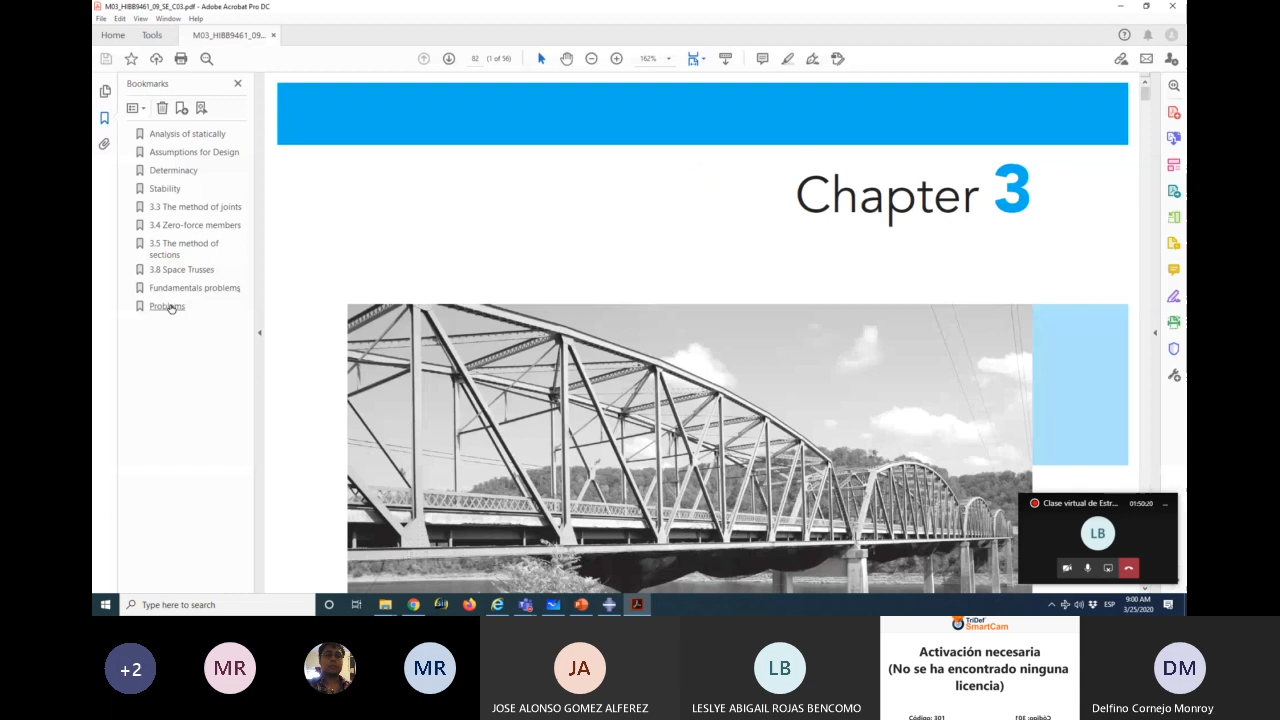 M03_HIBB9461_09_SE_C03.pdf - Adobe Acrobat Pro DC
File Edit View Window Help
Home Tools M03_HIBB9461_09... ×
82 (1 of 56) 162%
Bookmarks
Analysis of statically
Assumptions for Design
Determinacy
Stability
3.3 The method of joints
3.4 Zero-force members
3.5 The method of
sections
3.8 Space Trusses
Fundamentals problems
Problems
Chapter 3
Clase virtual de Estr... 01:50:20 ...
LB
Type here to search
ESP
9:00 AM
3/25/2020
+2
MR
MR
JA
JOSE ALONSO GOMEZ ALFEREZ
LB
LESLYE ABIGAIL ROJAS BENCOMO
TriDef
SmartCam
Activación necesaria
(No se ha encontrado ninguna
licencia)
Código: 301
Código: 301
DM
Delfino Cornejo Monroy